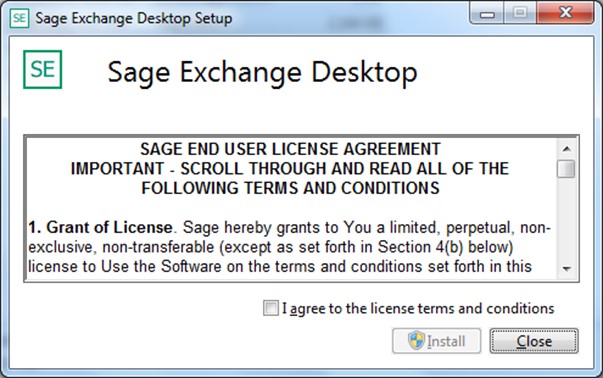 SE Sage Exchange Desktop Setup
SE Sage Exchange Desktop
SAGE END USER LICENSE AGREEMENT
IMPORTANT - SCROLL THROUGH AND READ ALL OF THE
FOLLOWING TERMS AND CONDITIONS
1. Grant of License. Sage hereby grants to You a limited, perpetual, non-
exclusive, non-transferable (except as set forth in Section 4(b) below)
license to Use the Software on the terms and conditions set forth in this
I agree to the license terms and conditions
Install Close